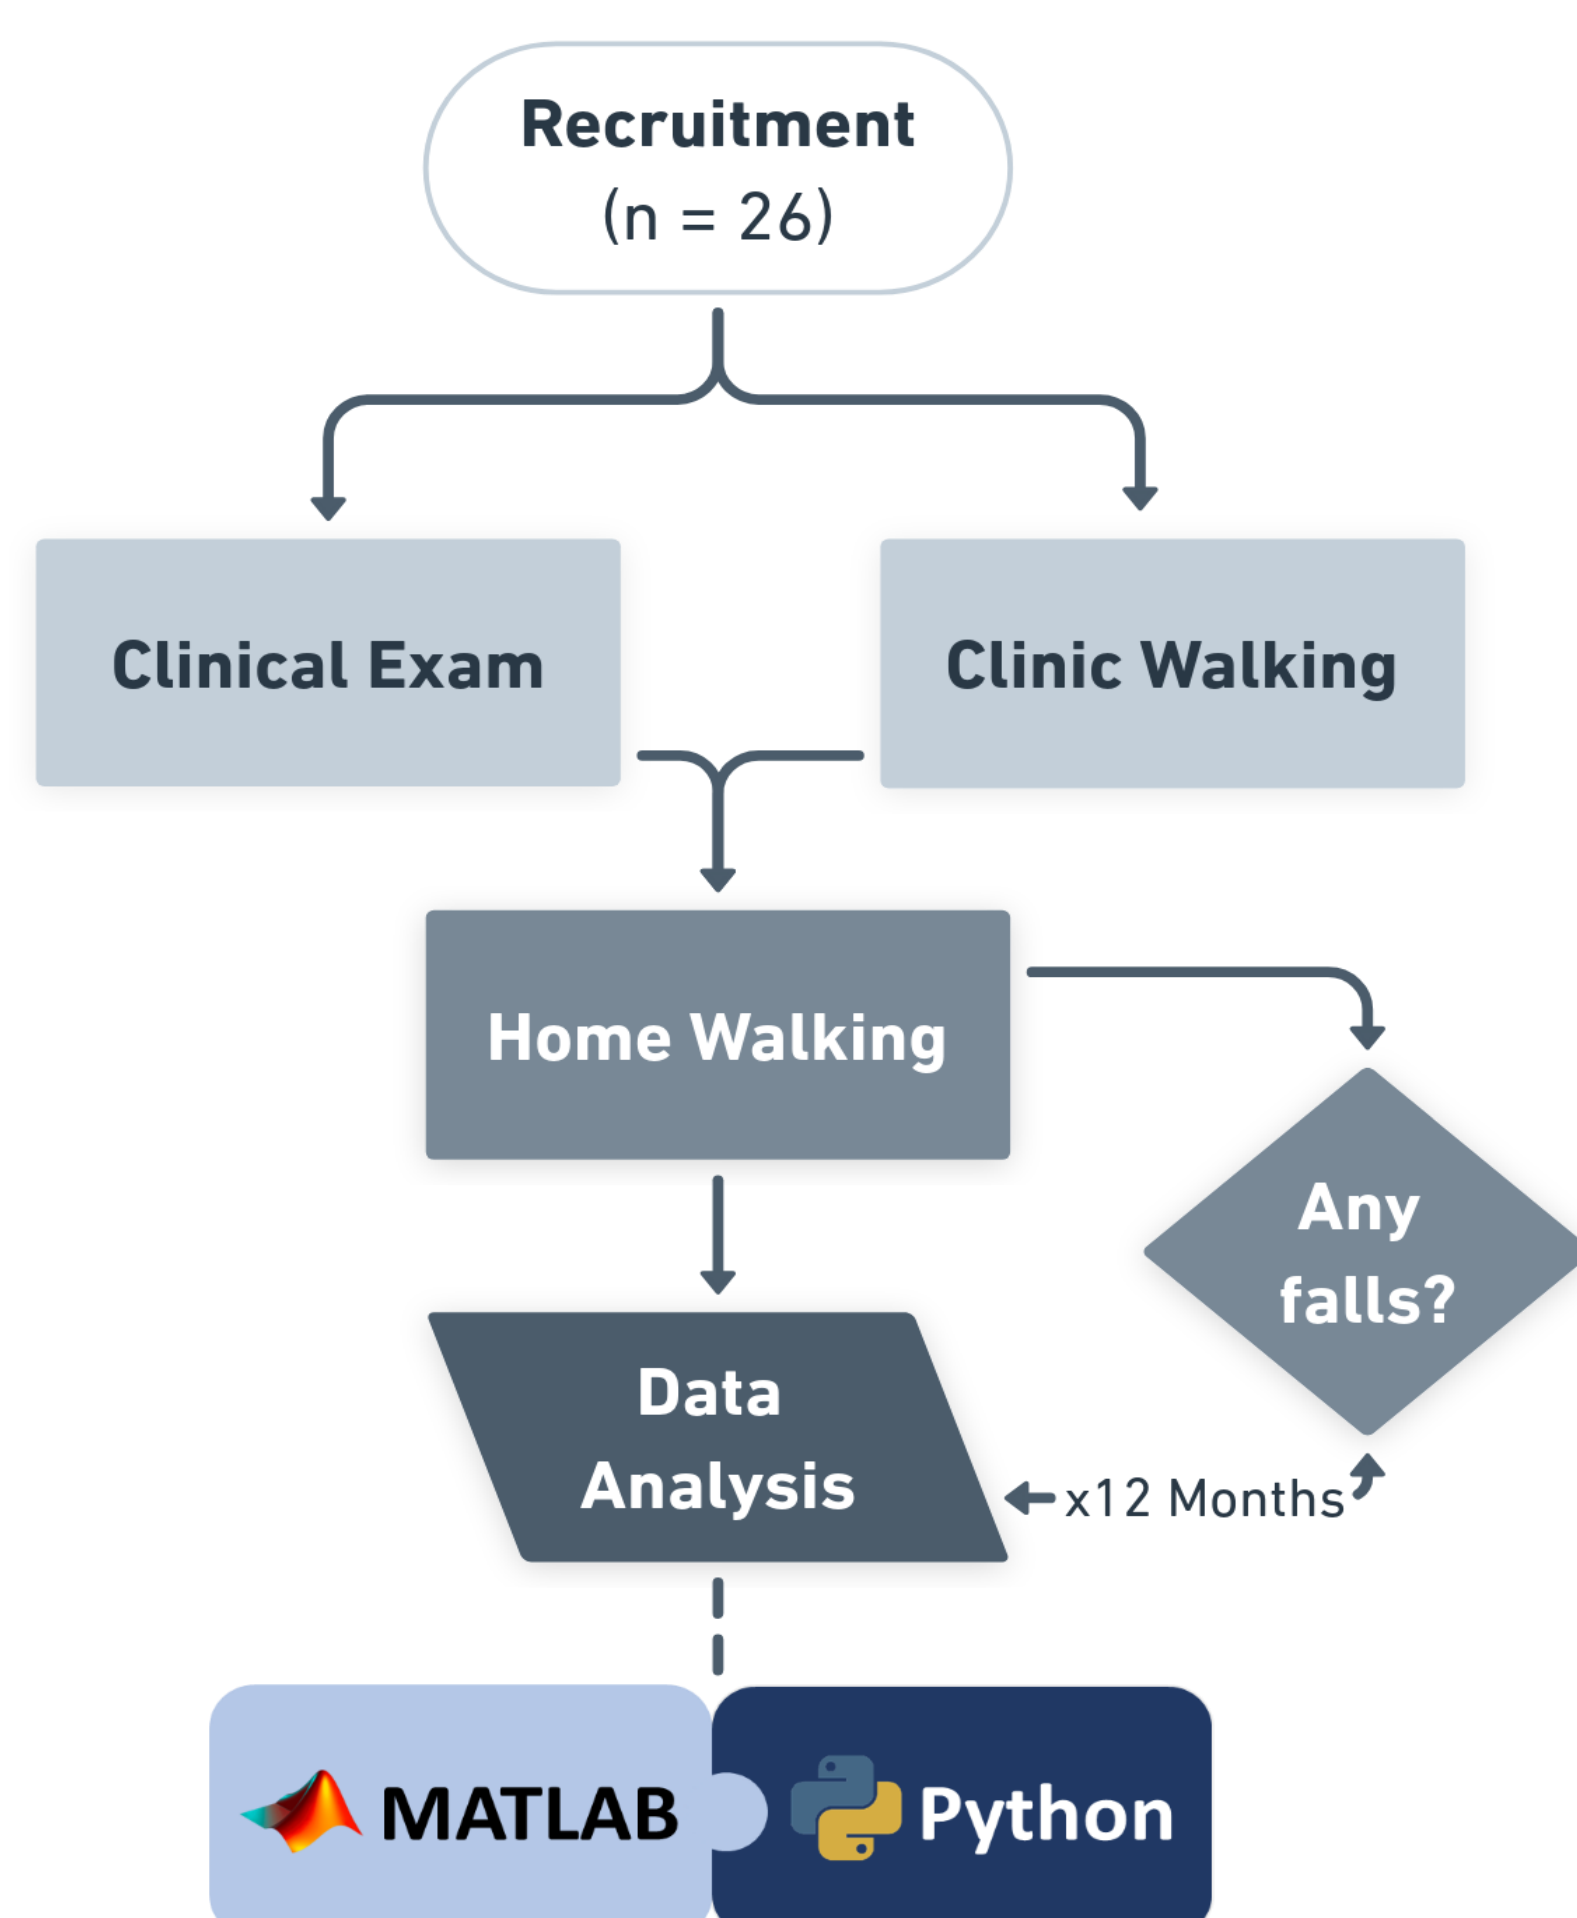 Recruitment
(n = 26)
Clinical Exam
Clinic Walking
Home Walking
Any
falls?
Data
Analysis
x12 Months
MATLAB
Python